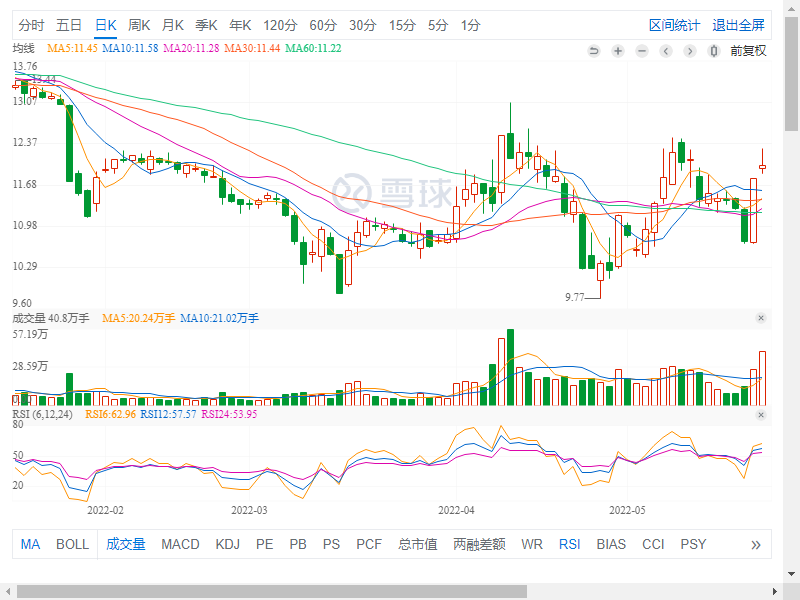 分时 五日 日K 周K 月K 季K 年K 120分 60分 30分 15分 5分 1分 区间统计 退出全屏
均线 MA5:11.45 MA10:11.58 MA20:11.28 MA30:11.44 MA60:11.22 前复权
13.76
13.44
13.07
12.37
11.68
雪球
10.98
10.29
9.77
9.60
成交量 40.8万手 MA5:20.24万手 MA10:21.02万手
57.19万
28.59万
RSI (6,12,24) RSI6:62.96 RSI12:57.57 RSI24:53.95
80
50
20
2022-02 2022-03 2022-04 2022-05
MA BOLL 成交量 MACD KDJ PE PB PS PCF 总市值 两融差额 WR RSI BIAS CCI PSY »